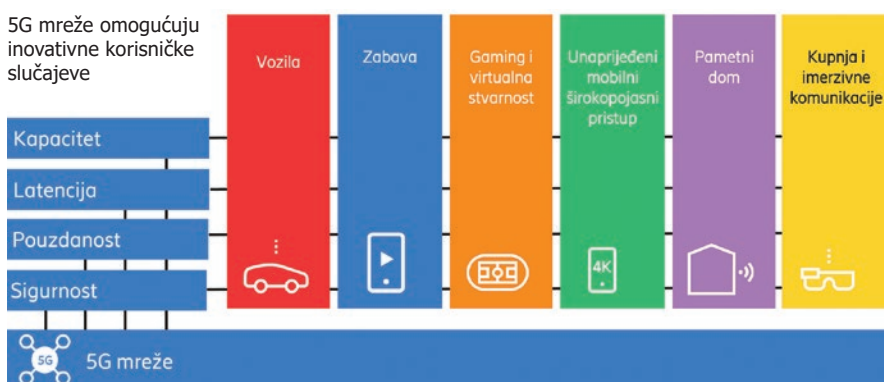 5G mreže omogućuju
inovativne korisničke
slučajeve
Vozila
Zabava
Gaming i
virtualna
stvarnost
Unaprijeđeni
mobilni
širokopojasni
pristup
Pametni
dom
Kupnja i
imerzivne
komunikacije
Kapacitet
Latencija
Pouzdanost
Sigurnost
4K
5G
5G mreže